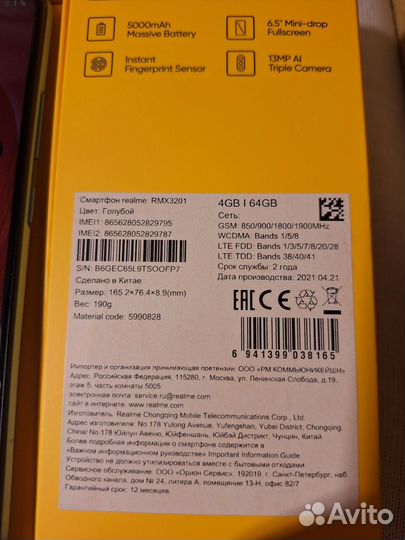 5000mAh
Massive Battery
6.5" Mini-drop
Fullscreen
Instant
Fingerprint Sensor
13MP AI
Triple Camera
Смартфон realme: RMX3201
Цвет: Голубой
IMEI1: 865628052829795
IMEI2: 865628052829787
S/N: B6GEC65L9TSOOFP7
Сделано в Китае
Размер: 165.2×76.4×8.9(mm)
Вес: 190g
Material code: 5990828
4GB | 64GB
Сеть:
GSM: 850/900/1800/1900MHz
WCDMA: Bands 1/5/8
LTE FDD: Bands 1/3/5/7/8/20/28
LTE TDD: Bands 38/40/41
Срок службы: 2 года
Дата производства: 2021.04.21
EAC CE
6 941399 038165
Импортер и организация принимающая претензии: ООО «РМ КОММЬЮНИКЕЙШН»
Адрес: Российская Федерация, 115280, г. Москва, ул. Ленинская Слобода, д.19,
этаж 5, часть комнаты 5005
электронная почта: service.ru@realme.com
сайт в интернете: www.realme.com
Изготовитель: Realme Chongqing Mobile Telecommunications Corp., Ltd.
Адрес: No.178 Yulong Avenue, Yufengshan, Yubei District, Chongqing,
China/ No.178 Юйлун Авеню, Юйфеншань, Юйбэй Дистрикт, Чунцин, Китай
Более подробная информация о смартфоне содержится в
«Важном информационном руководстве» Important Information Guide
Устройство не должно утилизироваться вместе с бытовыми отходами.
Сервисное обслуживание: ООО «Орион Сервис», 192019, г. Санкт-Петербург, наб.
Обводного канала, дом № 24, литера А, помещение 13-Н, офис 82/7
Гарантийный срок: 12 месяцев
Avito